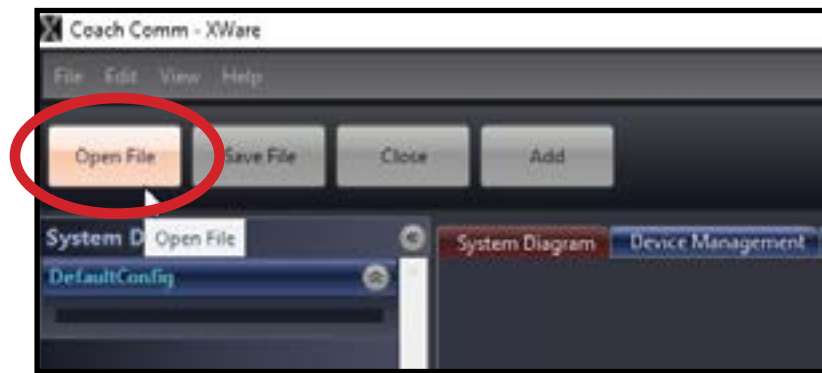 Coach Comm - XWare
File Edit View Help
Open File Save File Close Add
Open File
System D
System Diagram Device Management
DefaultConfig